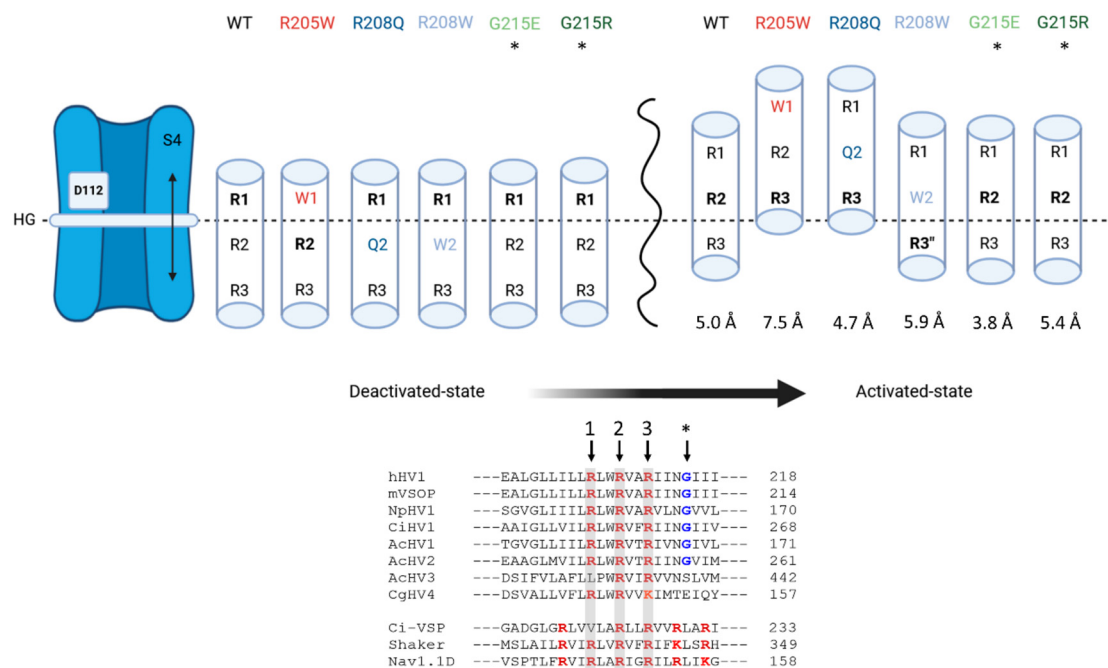 WT R205W R208Q R208W G215E G215R WT R205W R208Q R208W G215E G215R
* * * *
W1 R1
S4 R1 R1 R1 R1
D112 R2 Q2
R1 W1 R1 R1 R1 R1 R2 R3 R3 W2 R2 R2
HG
R2 R2 Q2 W2 R2 R2 R3 R3" R3 R3
R3 R3 R3 R3 R3 R3
5.0 Å 7.5 Å 4.7 Å 5.9 Å 3.8 Å 5.4 Å
Deactivated-state Activated-state
1 2 3 *
hHV1 ---EALGLLILLRLWRVARIINGIII--- 218
mVSOP ---EALGLLILLRLWRVARIINGIII--- 214
NpHV1 ---SGVGLIIILRLWRVARVLNGVVL--- 170
CiHV1 ---AAIGLLVILRLWRVFRIINGIIV--- 268
AcHV1 ---TGVGLLIILRLWRVTRIVNGIVL--- 171
AcHV2 ---EAAGLMVILRLWRVTRIINGVIM--- 261
AcHV3 ---DSIFVLAFLLPWRVIRVVNSLVM--- 442
CgHV4 ---DSVALLVFLRLWRVVKIMTEIQY--- 157
Ci-VSP ---GADGLGRLVVLARLLRVVRLARI--- 233
Shaker ---MSLAILRVIRLVRVFRIFKLSRH--- 349
Nav1.1D ---VSPTLFRVIRLARIGRILRLIKG--- 158